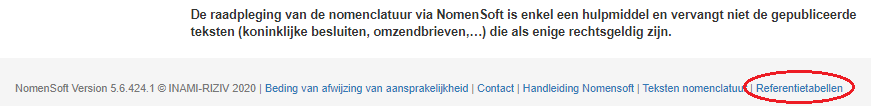 De raadpleging van de nomenclatuur via NomenSoft is enkel een hulpmiddel en vervangt niet de gepubliceerde
teksten (koninklijke besluiten, omzendbrieven,...) die als enige rechtsgeldig zijn.
NomenSoft Version 5.6.424.1 © INAMI-RIZIV 2020 | Beding van afwijzing van aansprakelijkheid | Contact | Handleiding Nomensoft | Teksten nomenclatuur | Referentietabellen